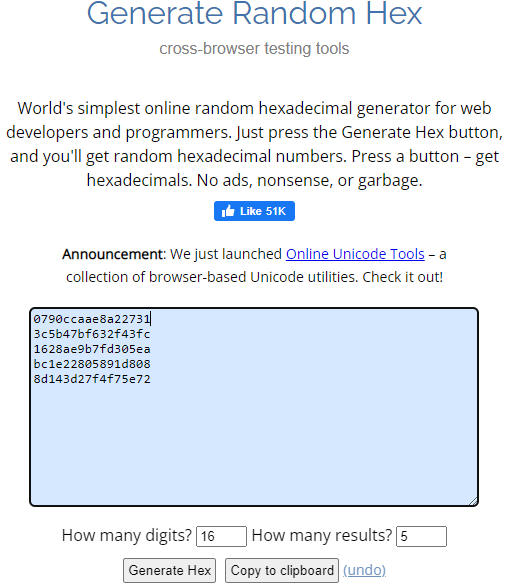 Generate Random Hex
cross-browser testing tools
World's simplest online random hexadecimal generator for web
developers and programmers. Just press the Generate Hex button,
and you'll get random hexadecimal numbers. Press a button – get
hexadecimals. No ads, nonsense, or garbage.
Like 51K
Announcement: We just launched Online Unicode Tools – a
collection of browser-based Unicode utilities. Check it out!
0790ccaae8a22731
3c5b47bf632f43fc
1628ae9b7fd305ea
bc1e22805891d808
8d143d27f4f75e72
How many digits? 16 How many results? 5
Generate Hex Copy to clipboard (undo)